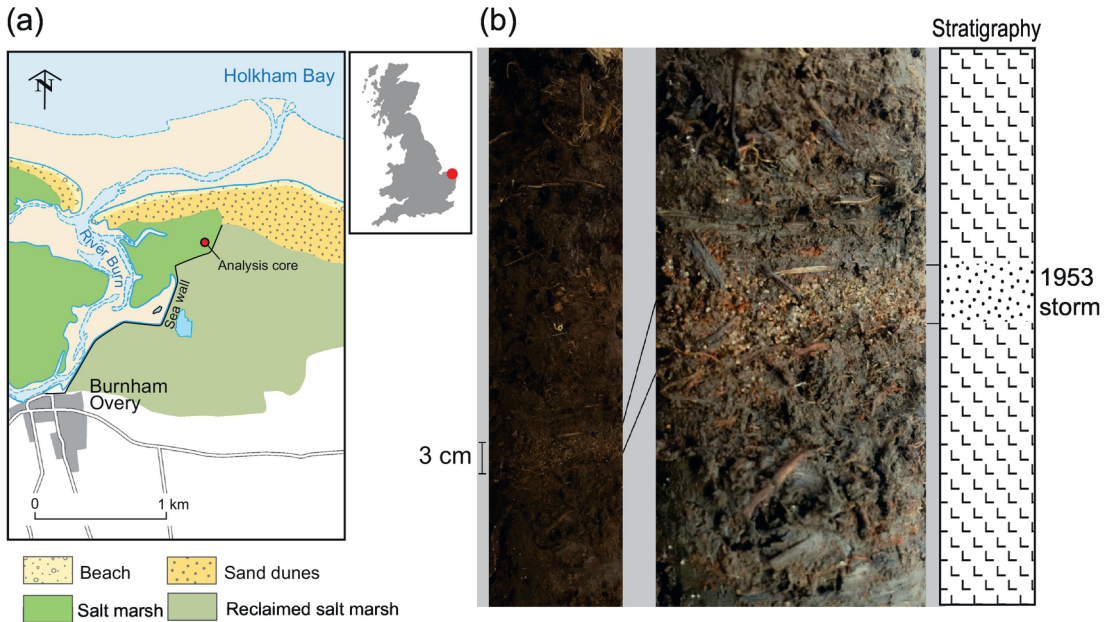 (a)
N
Holkham Bay
River Burn
Analysis core
Sea wall
Burnham
Overy
0
1 km
Beach
Sand dunes
Salt marsh
Reclaimed salt marsh
(b)
Stratigraphy
3 cm
1953
storm